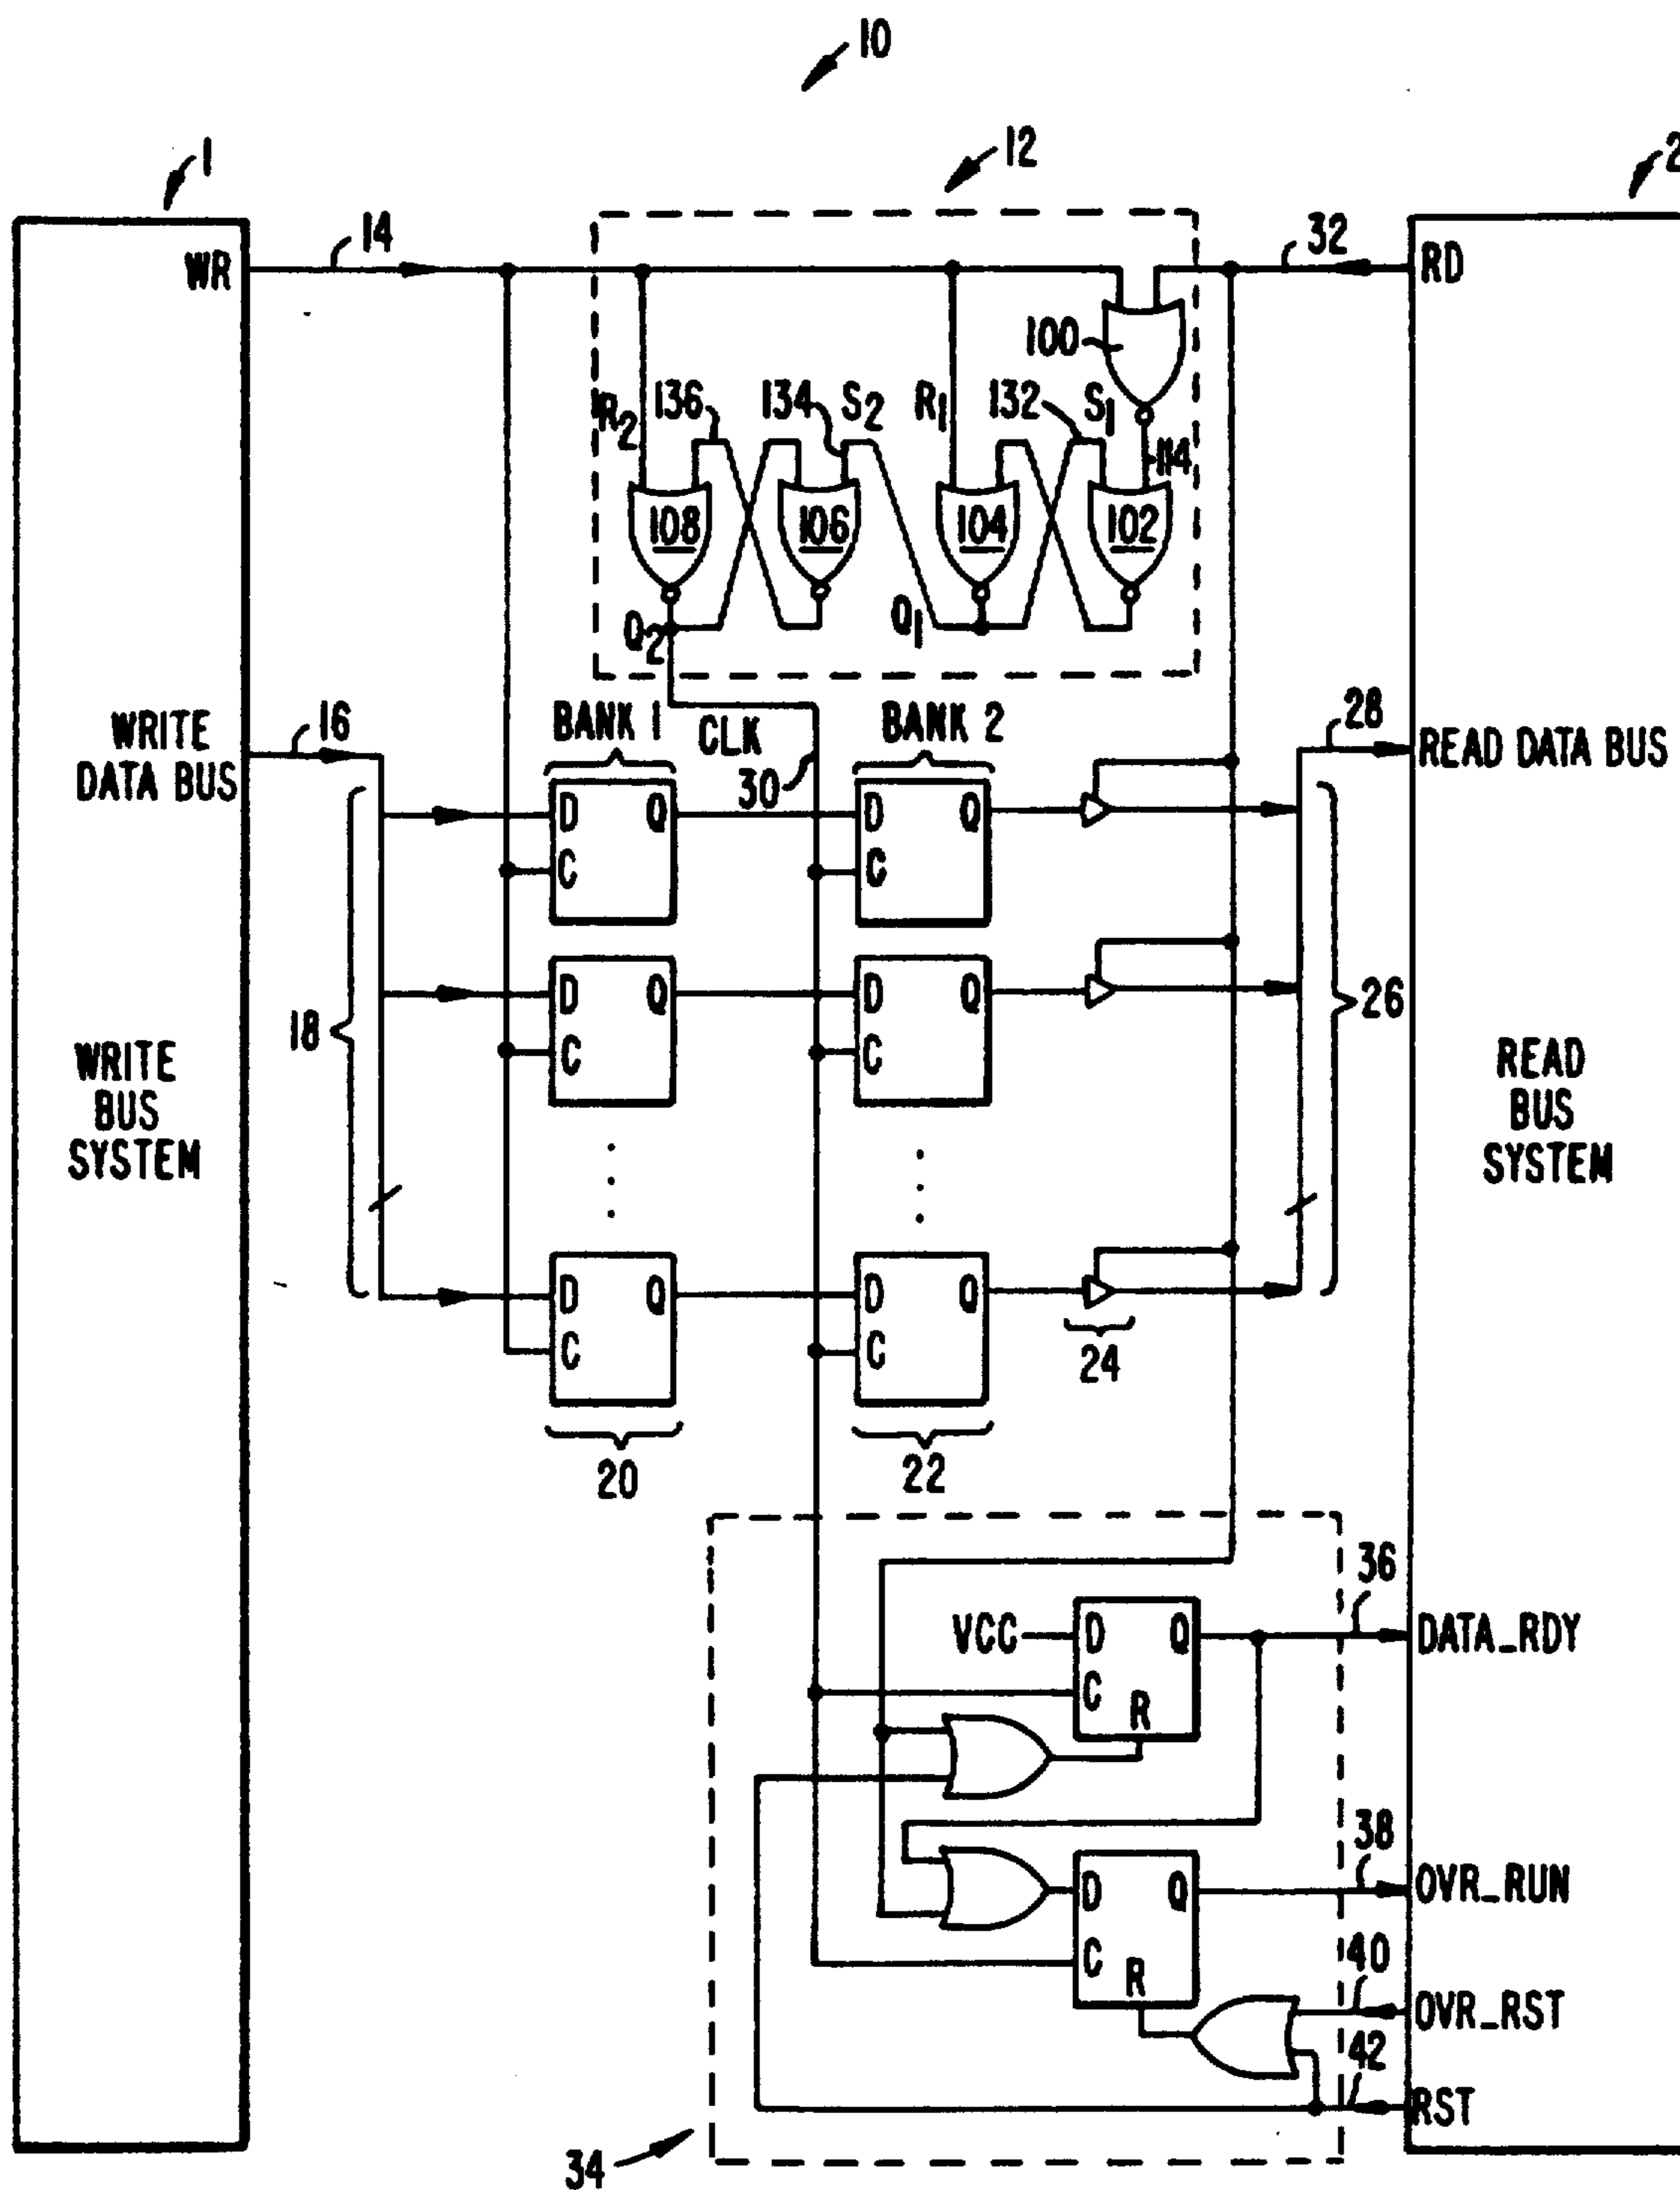 10
12
1
2
WR
14
32
RD
100
R2
136
134
S2
R1
132
S1
114
108
106
104
102
Q2
Q1
WRITE
DATA BUS
16
BANK 1
CLK
30
BANK 2
28
READ DATA BUS
D Q
C
D Q
C
18
D Q
C
D Q
C
26
WRITE
BUS
SYSTEM
READ
BUS
SYSTEM
D Q
C
D Q
C
24
20
22
36
VCC
D Q
C
R
DATA_RDY
38
D Q
C
R
OVR_RUN
40
OVR_RST
42
RST
34